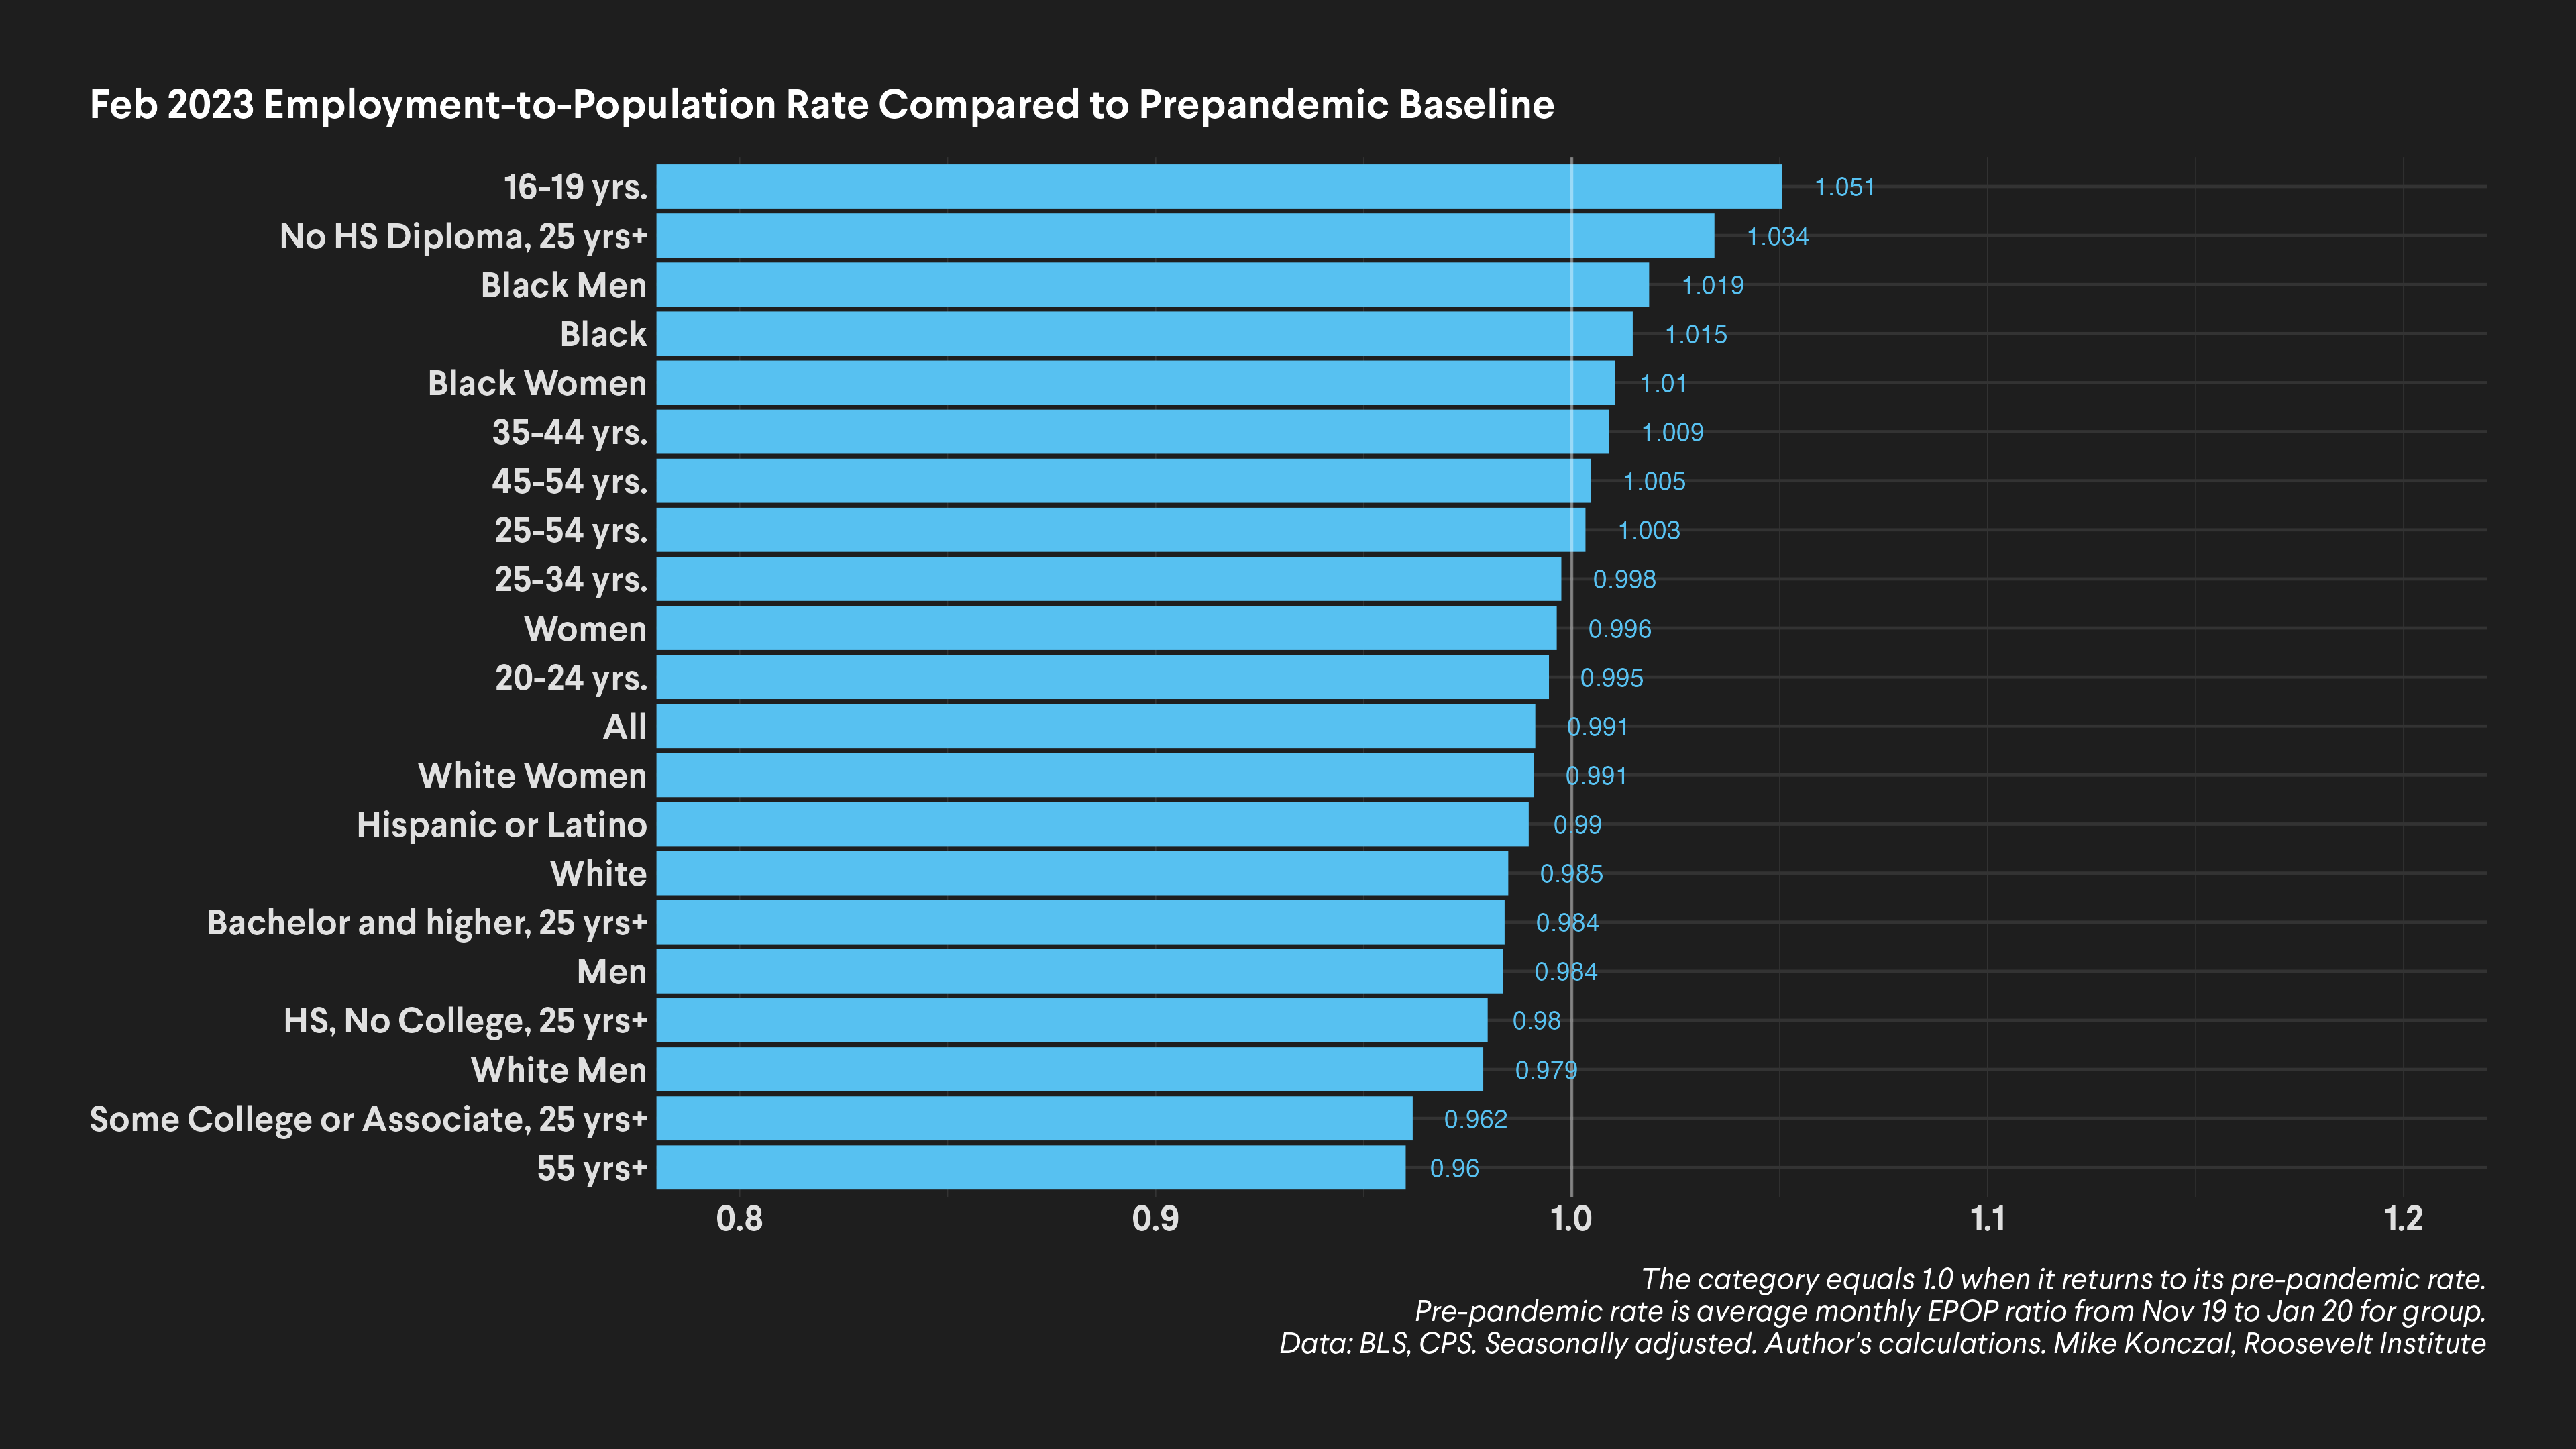 Feb 2023 Employment-to-Population Rate Compared to Prepandemic Baseline
16-19 yrs. 1.051
No HS Diploma, 25 yrs+ 1.034
Black Men 1.019
Black 1.015
Black Women 1.01
35-44 yrs. 1.009
45-54 yrs. 1.005
25-54 yrs. 1.003
25-34 yrs. 0.998
Women 0.996
20-24 yrs. 0.995
All 0.991
White Women 0.991
Hispanic or Latino 0.99
White 0.985
Bachelor and higher, 25 yrs+ 0.984
Men 0.984
HS, No College, 25 yrs+ 0.98
White Men 0.979
Some College or Associate, 25 yrs+ 0.962
55 yrs+ 0.96
0.8 0.9 1.0 1.1 1.2
The category equals 1.0 when it returns to its pre-pandemic rate.
Pre-pandemic rate is average monthly EPOP ratio from Nov 19 to Jan 20 for group.
Data: BLS, CPS. Seasonally adjusted. Author's calculations. Mike Konczal, Roosevelt Institute